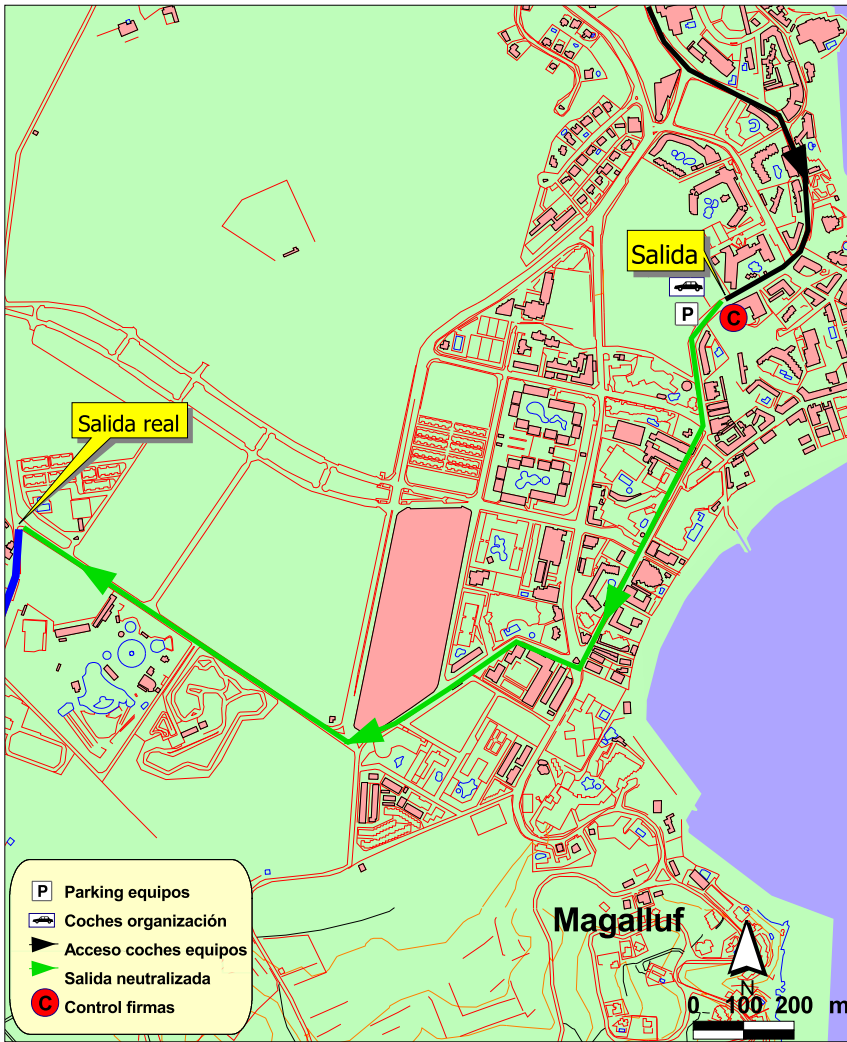 Salida
P
C
Salida real
P Parking equipos
Coches organización
Acceso coches equipos
Salida neutralizada
C Control firmas
Magalluf
N
0 100 200 m